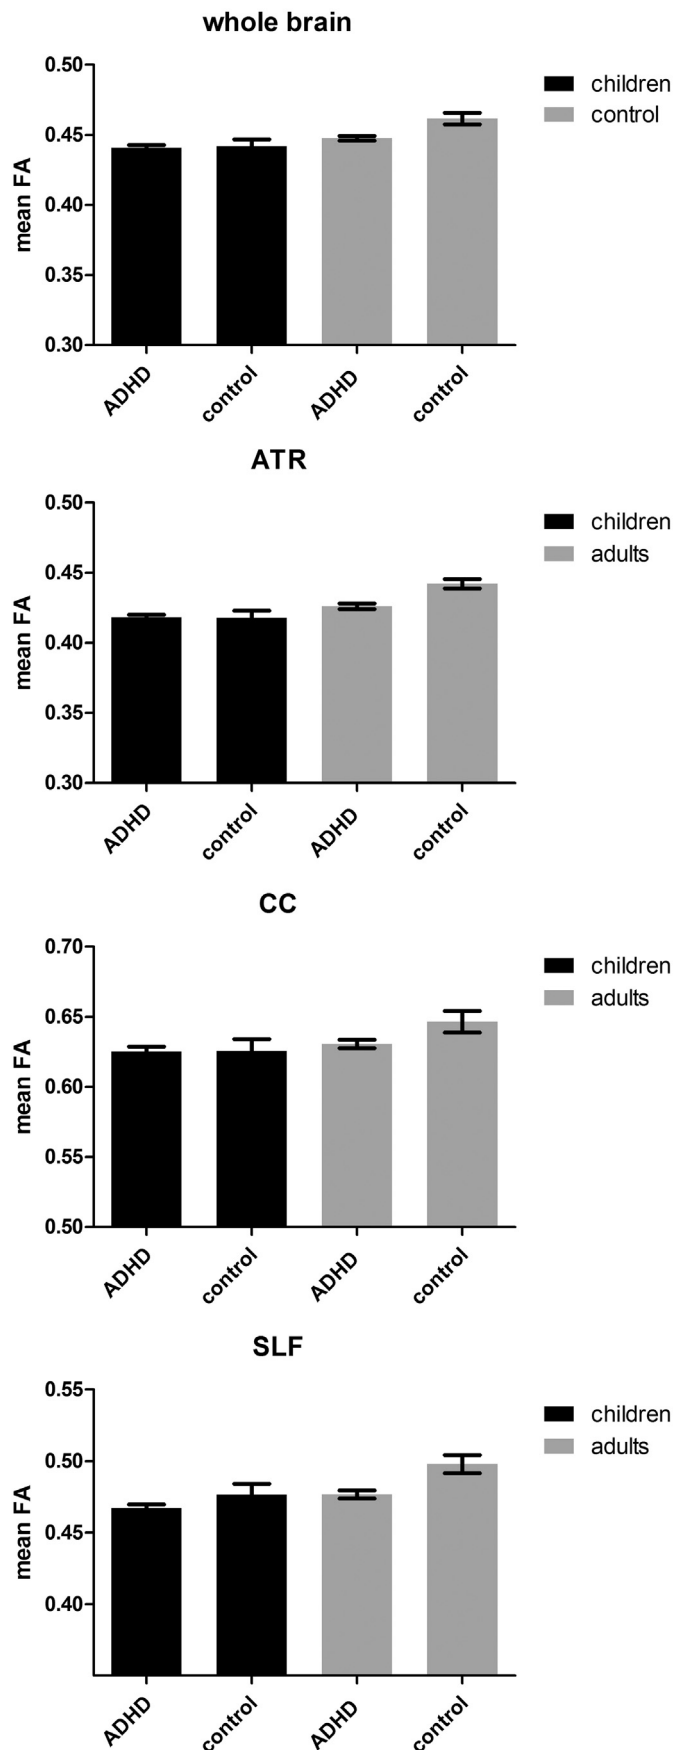 whole brain
0.50
0.45
0.40
0.35
0.30
mean FA
ADHD
control
ADHD
control
children
control
ATR
0.50
0.45
0.40
0.35
0.30
mean FA
ADHD
control
ADHD
control
children
adults
CC
0.70
0.65
0.60
0.55
0.50
mean FA
ADHD
control
ADHD
control
children
adults
SLF
0.55
0.50
0.45
0.40
mean FA
ADHD
control
ADHD
control
children
adults